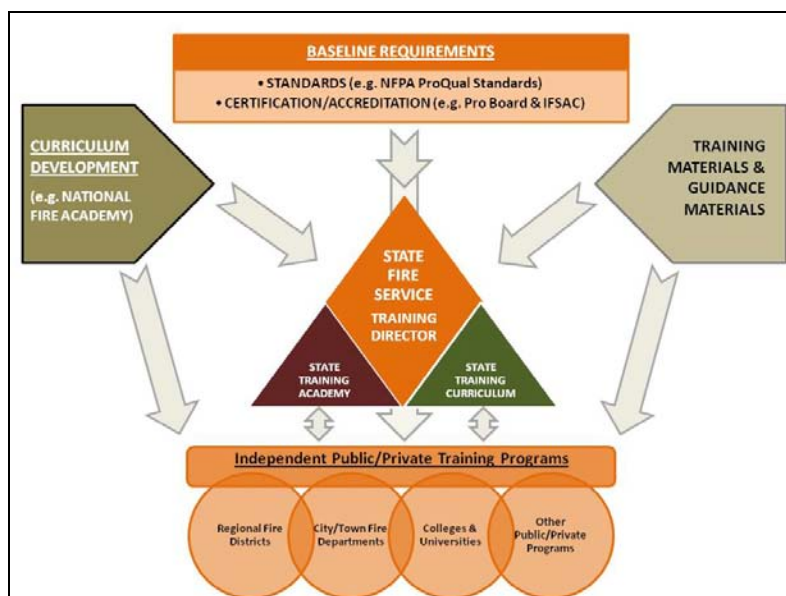 BASELINE REQUIREMENTS
• STANDARDS (e.g. NFPA ProQual Standards)
• CERTIFICATION/ACCREDITATION (e.g. Pro Board & IFSAC)
CURRICULUM
DEVELOPMENT
(e.g. NATIONAL
FIRE ACADEMY)
TRAINING
MATERIALS &
GUIDANCE
MATERIALS
STATE
FIRE
SERVICE
TRAINING
DIRECTOR
STATE
TRAINING
ACADEMY
STATE
TRAINING
CURRICULUM
Independent Public/Private Training Programs
Regional Fire
Districts
City/Town Fire
Departments
Colleges &
Universities
Other
Public/Private
Programs